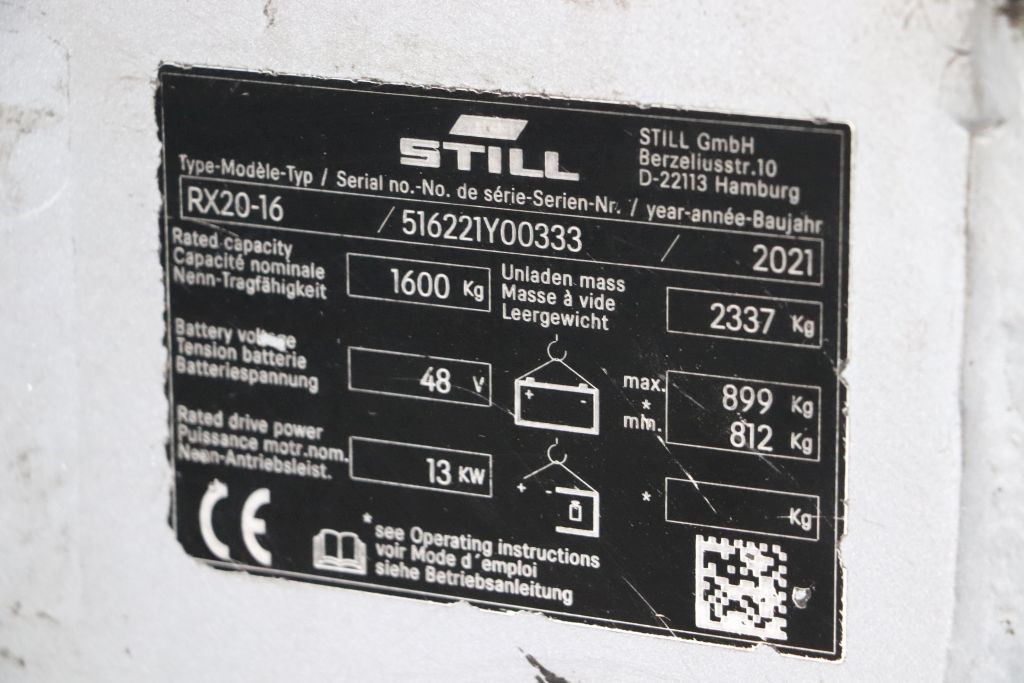 STILL
STILL GmbH
Berzeliusstr.10
D-22113 Hamburg
Type-Modèle-Typ / Serial no.-No. de série-Serien-Nr. / year-année-Baujahr
RX20-16 / 516221Y00333 / 2021
Rated capacity
Capacité nominale
Nenn-Tragfähigkeit
1600 Kg
Unladen mass
Masse à vide
Leergewicht
2337 Kg
Battery voltage
Tension batterie
Batteriespannung
48 V
+ -
max. 899 Kg
*
min. 812 Kg
Rated drive power
Puissance motr.nom.
Nenn-Antriebsleist.
13 KW
+ -
* Kg
CE
* see Operating instructions
voir Mode d´emploi
siehe Betriebsanleitung